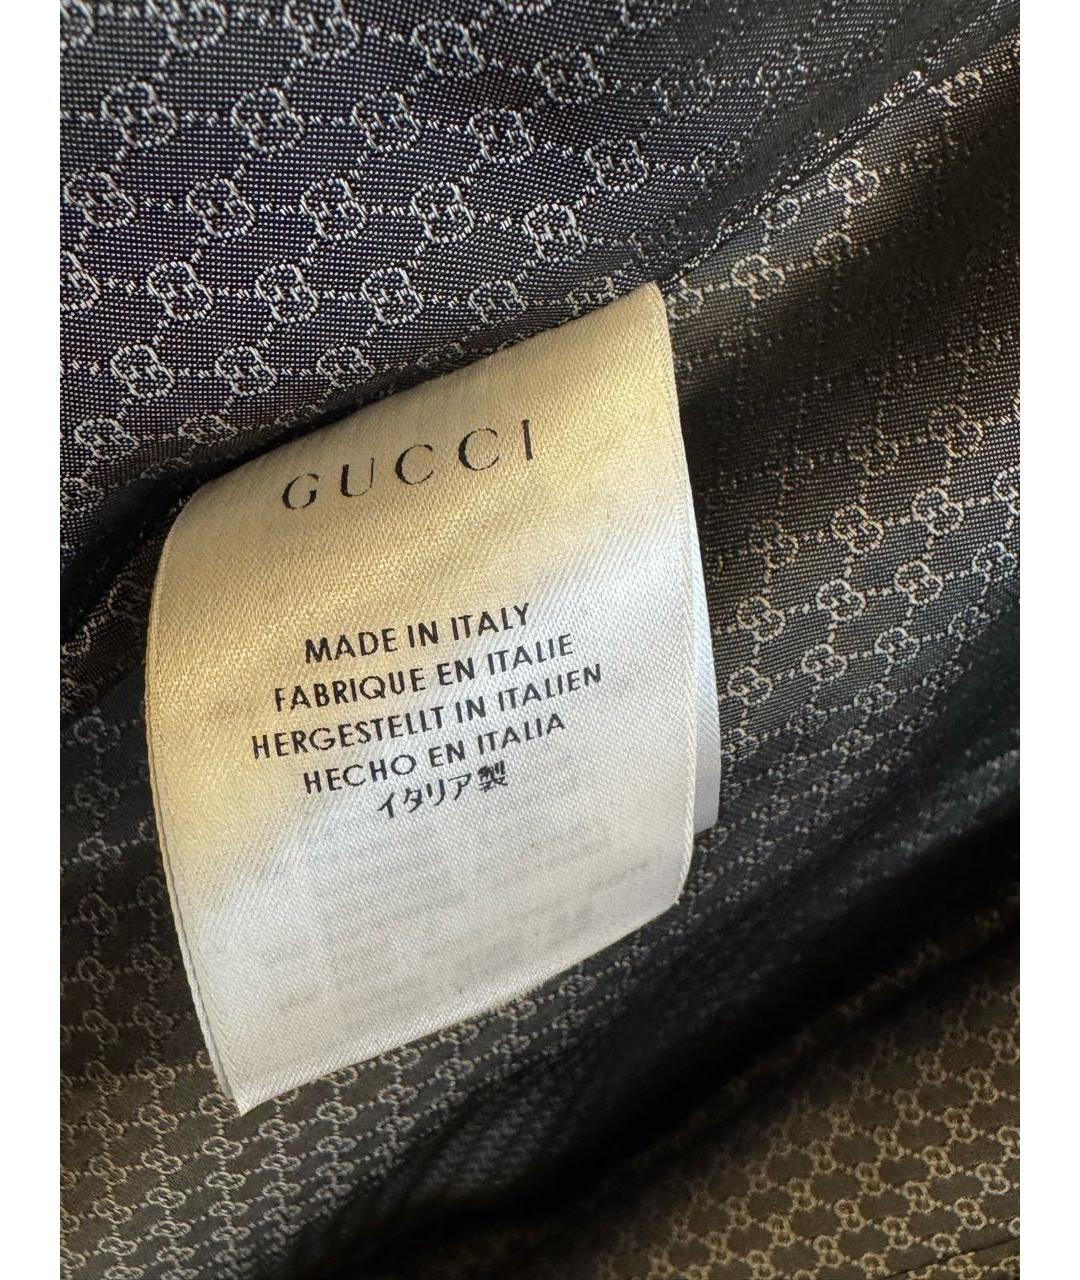 GUCCI
MADE IN ITALY
FABRIQUE EN ITALIE
HERGESTELLT IN ITALIEN
HECHO EN ITALIA
イタリア製